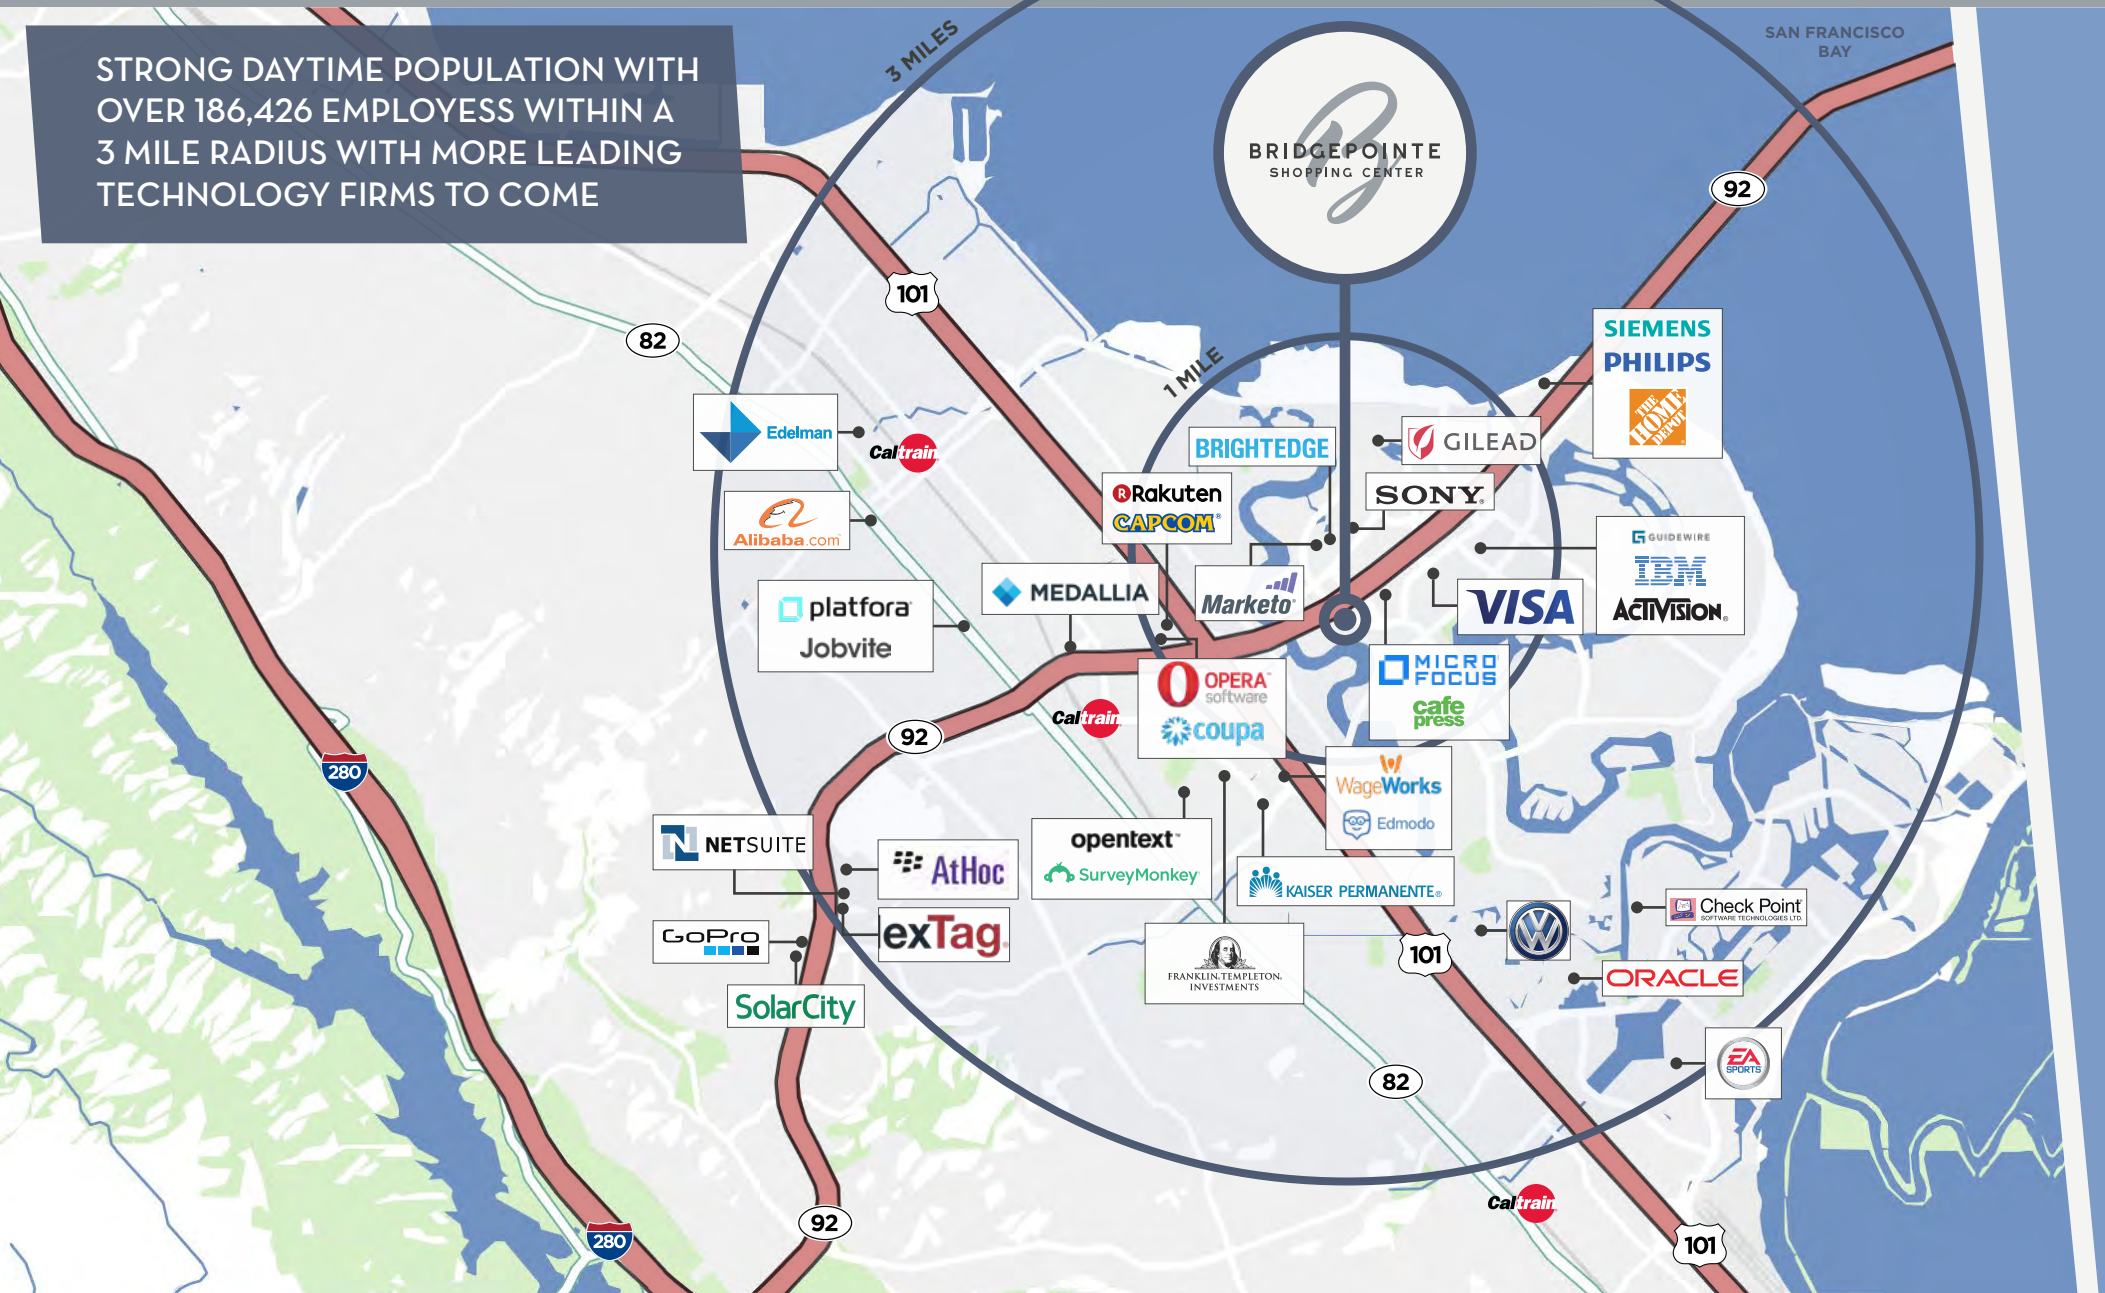 STRONG DAYTIME POPULATION WITH
OVER 186,426 EMPLOYESS WITHIN A
3 MILE RADIUS WITH MORE LEADING
TECHNOLOGY FIRMS TO COME
3 MILES
BRIDGEPOINTE
SHOPPING CENTER
SAN FRANCISCO
BAY
92
101
82
1 MILE
SIEMENS
PHILIPS
THE
HOME
DEPOT
Edelman
Caltrain
BRIGHTEDGE
GILEAD
Rakuten
CAPCOM
SONY
Alibaba.com
GUIDEWIRE
IBM
ACTIVISION
MEDALLIA
Marketo
VISA
platfora
Jobvite
OPERA
software
coupa
MICRO
FOCUS
cafe
press
Caltrain
92
280
WageWorks
Edmodo
NETSUITE
AtHoc
opentext
SurveyMonkey
KAISER PERMANENTE
Check Point
SOFTWARE TECHNOLOGIES LTD.
GoPro
exTag
VW
101
FRANKLIN TEMPLETON
INVESTMENTS
ORACLE
SolarCity
EA
SPORTS
82
Caltrain
92
280
101